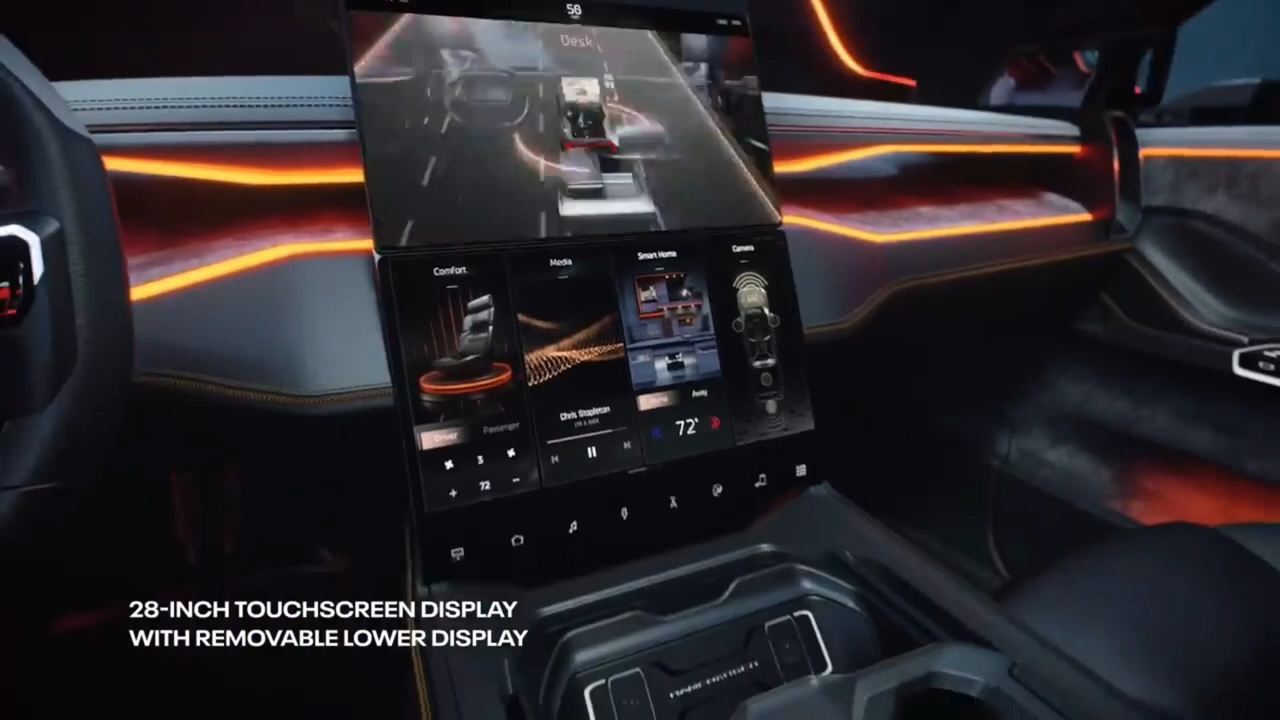 58
Desk
Comfort
Media
Smart Home
Camera
Chris Stapleton
Driver
Passenger
Away
72°
3
72
28-INCH TOUCHSCREEN DISPLAY
WITH REMOVABLE LOWER DISPLAY